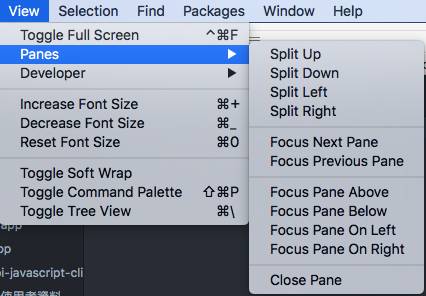 View Selection Find Packages Window Help
Toggle Full Screen ^⌘F
Panes ▶
Developer ▶
Increase Font Size ⌘+
Decrease Font Size ⌘_
Reset Font Size ⌘0
Toggle Soft Wrap
Toggle Command Palette ⇧⌘P
Toggle Tree View ⌘\
Split Up
Split Down
Split Left
Split Right
Focus Next Pane
Focus Previous Pane
Focus Pane Above
Focus Pane Below
Focus Pane On Left
Focus Pane On Right
Close Pane
app
op
oi-javascript-cli
使用者資料